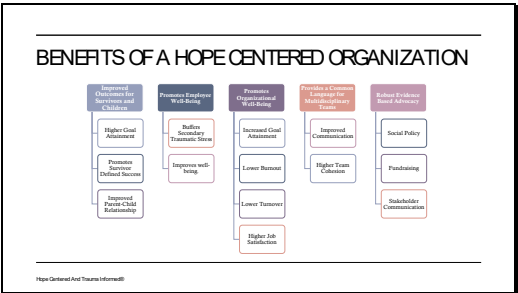 BENEFITS OF A HOPE CENTERED ORGANIZATION
Improved
Outcomes for
Survivors and
Children
Higher Goal
Attainment
Promotes
Survivor
Defined Success
Improved
Parent-Child
Relationship
Promotes Employee
Well-Being
Buffers
Secondary
Traumatic Stress
Improves well-
being.
Promotes
Organizational
Well-Being
Increased Goal
Attainment
Lower Burnout
Lower Turnover
Higher Job
Satisfaction
Provides a Common
Language for
Multidisciplinary
Teams
Improved
Communication
Higher Team
Cohesion
Robust Evidence
Based Advocacy
Social Policy
Fundraising
Stakeholder
Communication
Hope Centered And Trauma Informed®